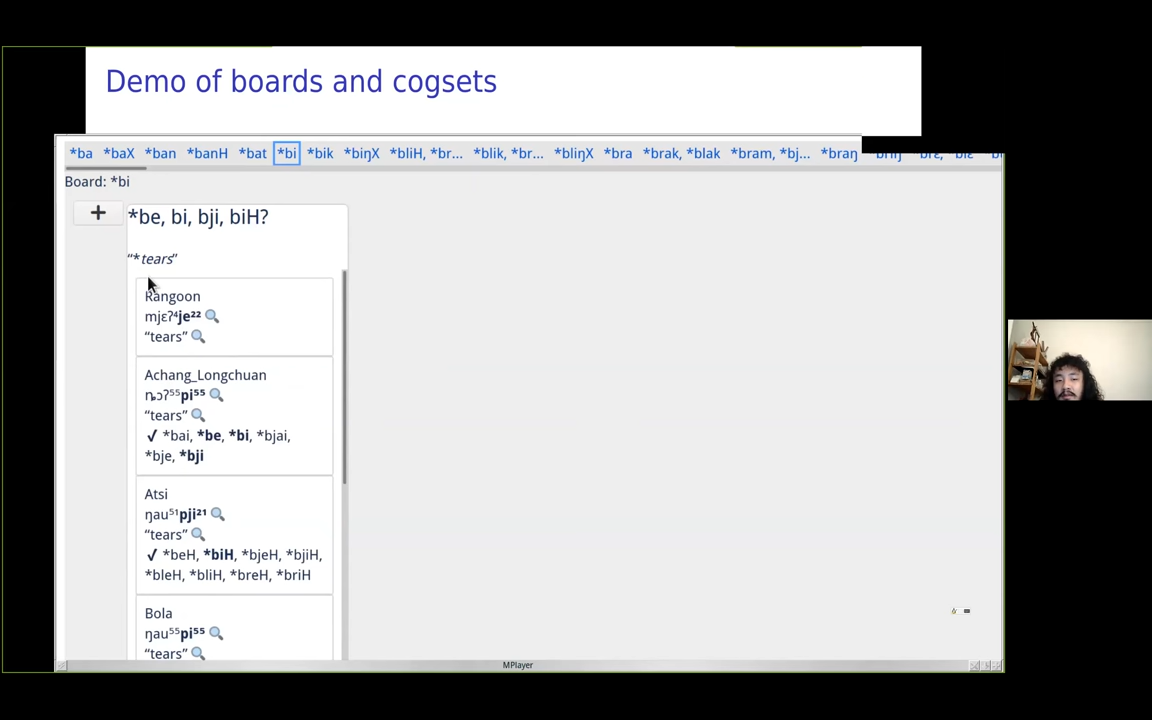 Demo of boards and cogsets
*ba *baX *ban *banH *bat *bi *bik *biŋX *bliH, *br... *blik, *br... *bliŋX *bra *brak, *blak *bram, *bj... *braŋ
Board: *bi
+
*be, bi, bji, biH?
“*tears”
Rangoon
mjɛʔ⁴je²²
“tears”
Achang_Longchuan
ȵɔʔ⁵⁵pi⁵⁵
“tears”
✓ *bai, *be, *bi, *bjai,
*bje, *bji
Atsi
ŋau⁵¹pji²¹
“tears”
✓ *beH, *biH, *bjeH, *bjiH,
*bleH, *bliH, *breH, *briH
Bola
ŋau⁵⁵pi⁵⁵
“tears”
MPlayer